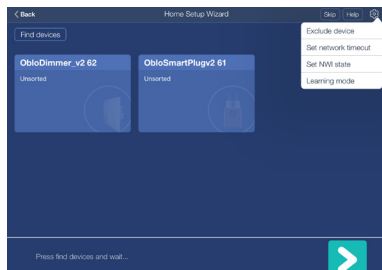 Back
Home Setup Wizard
Skip
Help
Find devices
Exclude device
Set network timeout
Set NWI state
Learning mode
ObloDimmer_v2 62
Unsorted
ObloSmartPlugv2 61
Unsorted
Press find devices and wait...